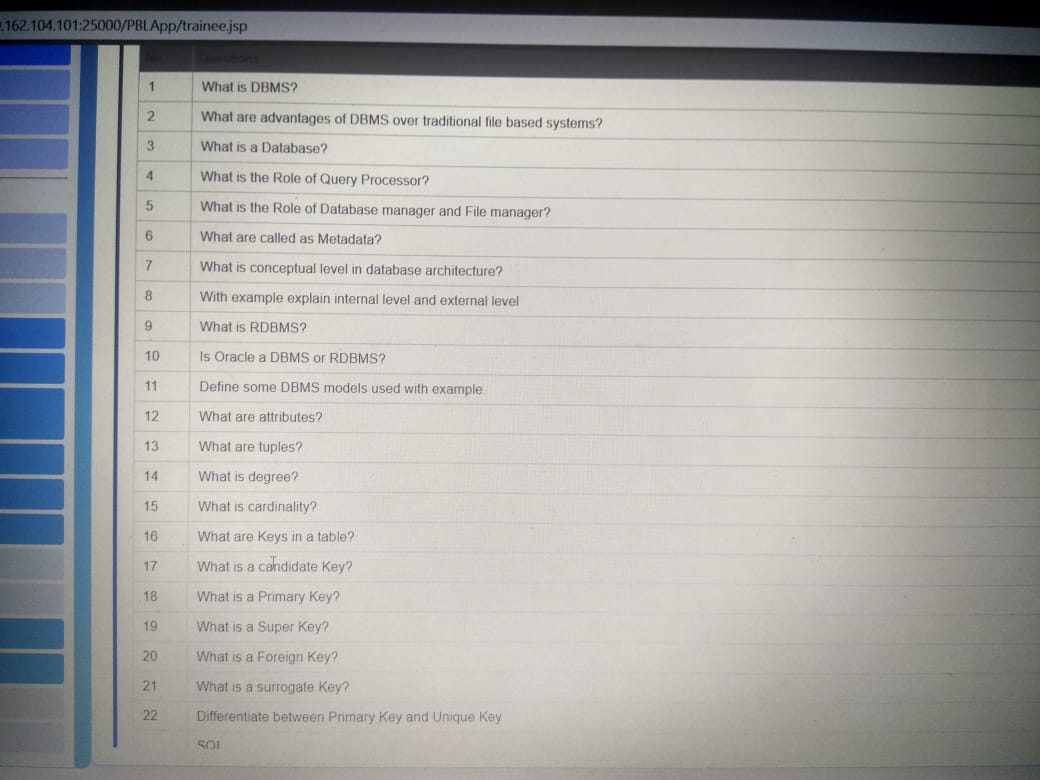 .162.104.101:25000/PBLApp/trainee.jsp
No Questions
1 What is DBMS?
2 What are advantages of DBMS over traditional file based systems?
3 What is a Database?
4 What is the Role of Query Processor?
5 What is the Role of Database manager and File manager?
6 What are called as Metadata?
7 What is conceptual level in database architecture?
8 With example explain internal level and external level
9 What is RDBMS?
10 Is Oracle a DBMS or RDBMS?
11 Define some DBMS models used with example
12 What are attributes?
13 What are tuples?
14 What is degree?
15 What is cardinality?
16 What are Keys in a table?
17 What is a candidate Key?
18 What is a Primary Key?
19 What is a Super Key?
20 What is a Foreign Key?
21 What is a surrogate Key?
22 Differentiate between Primary Key and Unique Key
SQL